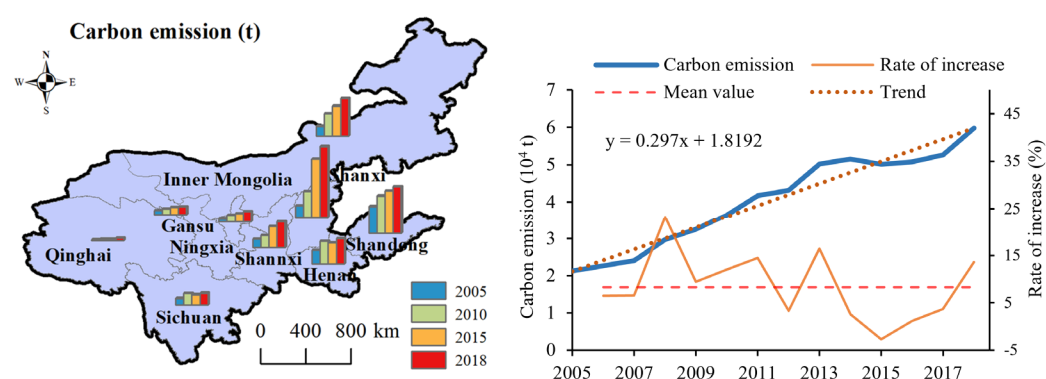 Carbon emission (t)
N
W E
S
Inner Mongolia
Shanxi
Gansu
Ningxia
Qinghai
Shannxi
Shandong
Henan
Sichuan
2005
2010
2015
2018
0 400 800 km
Carbon emission Rate of increase
Mean value Trend
y = 0.297x + 1.8192
Carbon emission (10⁴ t)
7
6
5
4
3
2
1
0
2005 2007 2009 2011 2013 2015 2017
45
35
25
15
5
-5
Rate of increase (%)